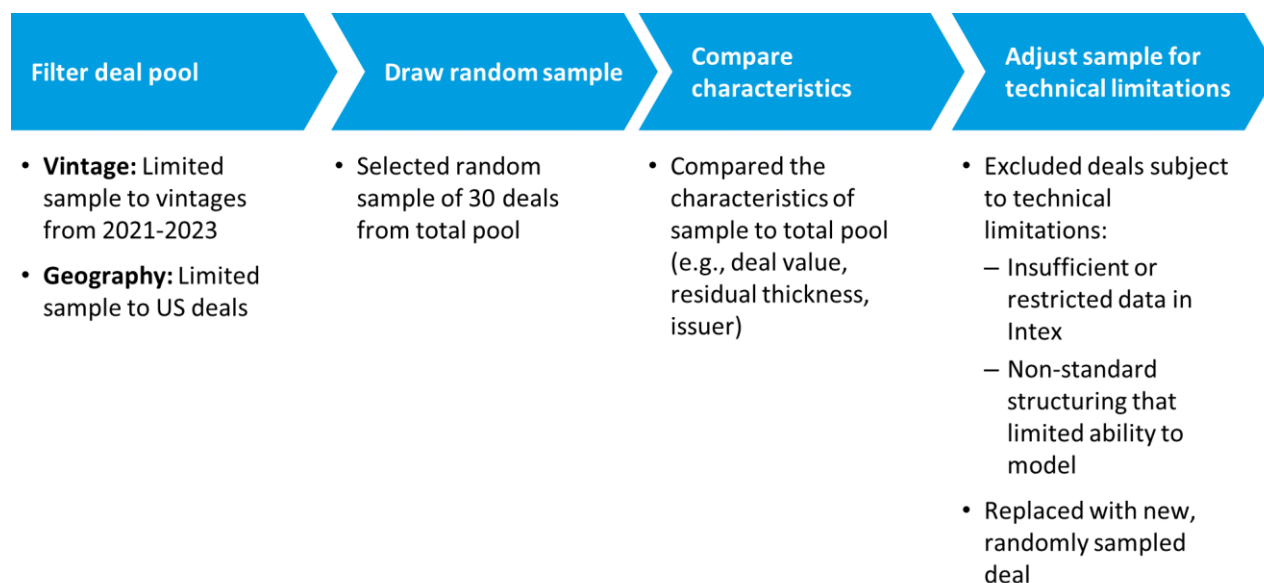 Filter deal pool
Draw random sample
Compare
characteristics
Adjust sample for
technical limitations
• Vintage: Limited
sample to vintages
from 2021-2023
• Geography: Limited
sample to US deals
• Selected random
sample of 30 deals
from total pool
• Compared the
characteristics of
sample to total pool
(e.g., deal value,
residual thickness,
issuer)
• Excluded deals subject
to technical
limitations:
– Insufficient or
restricted data in
Intex
– Non-standard
structuring that
limited ability to
model
• Replaced with new,
randomly sampled
deal